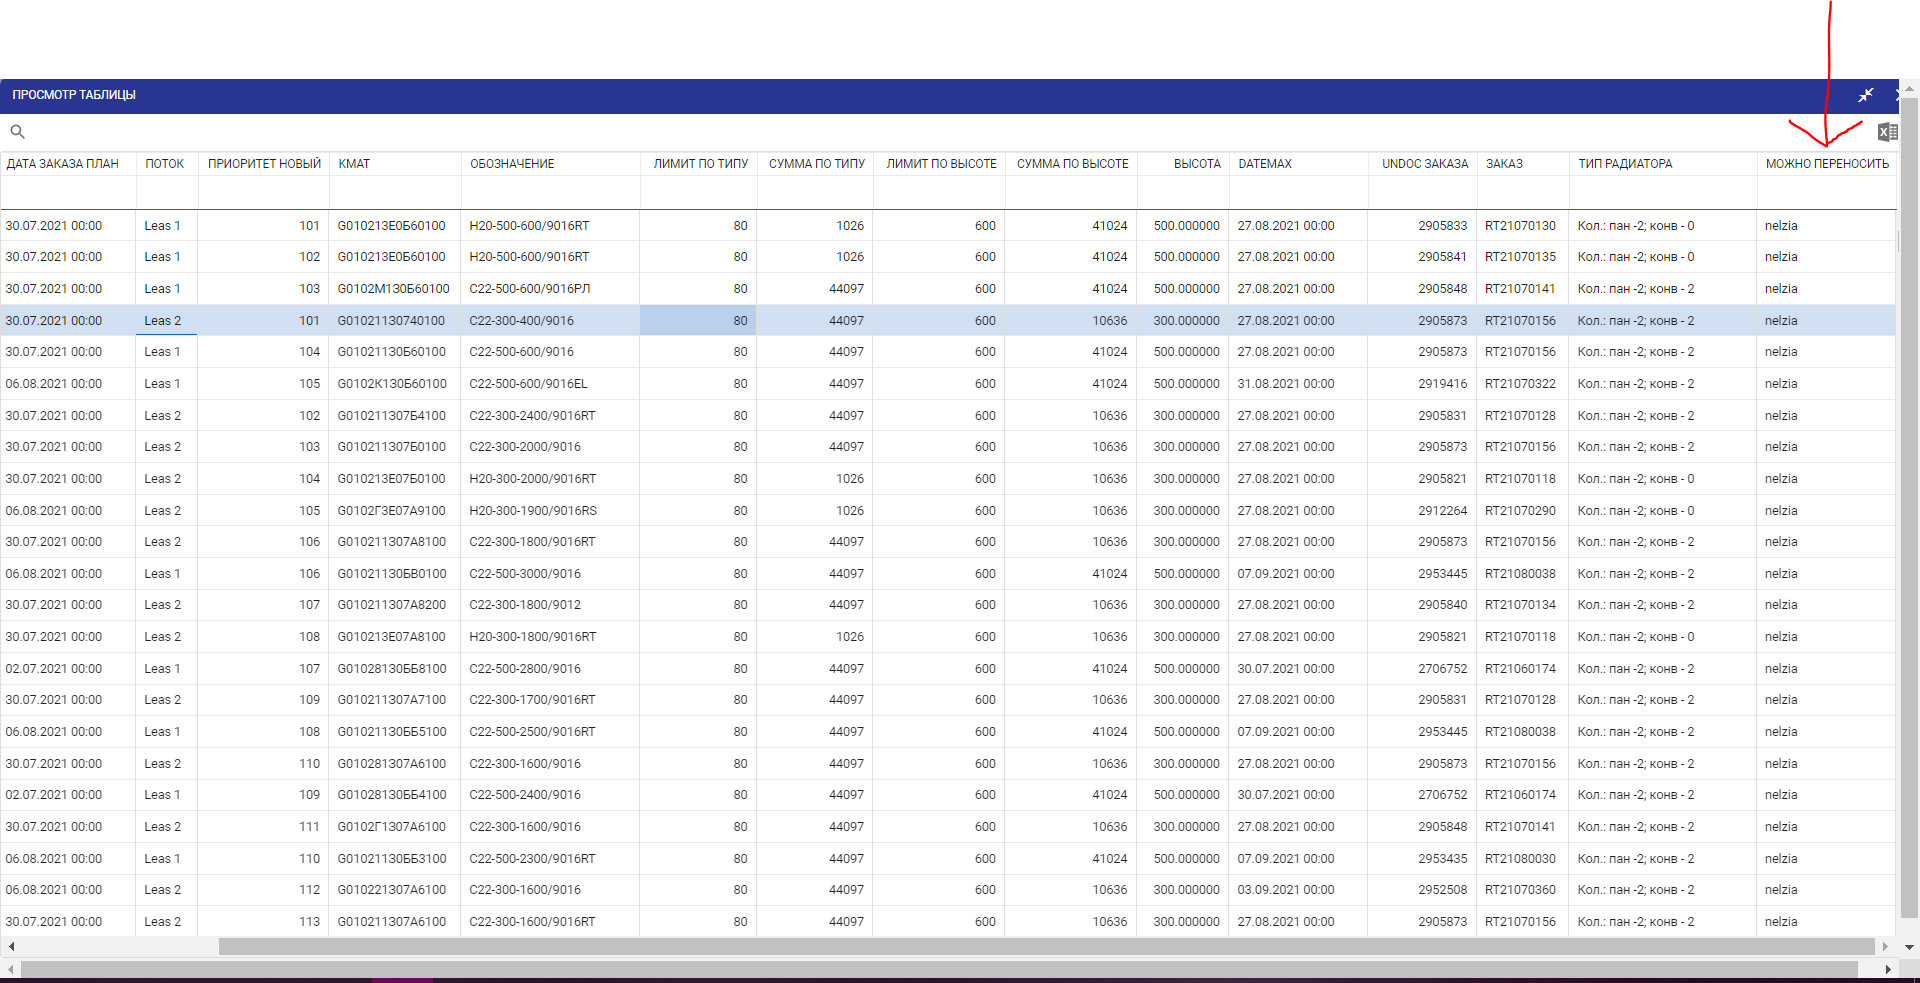 ПРОСМОТР ТАБЛИЦЫ
ДАТА ЗАКАЗА ПЛАН ПОТОК ПРИОРИТЕТ НОВЫЙ КМАТ ОБОЗНАЧЕНИЕ ЛИМИТ ПО ТИПУ СУММА ПО ТИПУ ЛИМИТ ПО ВЫСОТЕ СУММА ПО ВЫСОТЕ ВЫСОТА DATEMAX UNDOC ЗАКАЗА ЗАКАЗ ТИП РАДИАТОРА МОЖНО ПЕРЕНОСИТЬ
30.07.2021 00:00 Leas 1 101 G010213E0Б60100 H20-500-600/9016RT 80 1026 600 41024 500.000000 27.08.2021 00:00 2905833 RT21070130 Кол.: пан -2; конв - 0 nelzia
30.07.2021 00:00 Leas 1 102 G010213E0Б60100 H20-500-600/9016RT 80 1026 600 41024 500.000000 27.08.2021 00:00 2905841 RT21070135 Кол.: пан -2; конв - 0 nelzia
30.07.2021 00:00 Leas 1 103 G0102M130Б60100 C22-500-600/9016РЛ 80 44097 600 41024 500.000000 27.08.2021 00:00 2905848 RT21070141 Кол.: пан -2; конв - 2 nelzia
30.07.2021 00:00 Leas 2 101 G01021130740100 C22-300-400/9016 80 44097 600 10636 300.000000 27.08.2021 00:00 2905873 RT21070156 Кол.: пан -2; конв - 2 nelzia
30.07.2021 00:00 Leas 1 104 G01021130Б60100 C22-500-600/9016 80 44097 600 41024 500.000000 27.08.2021 00:00 2905873 RT21070156 Кол.: пан -2; конв - 2 nelzia
06.08.2021 00:00 Leas 1 105 G0102K130Б60100 C22-500-600/9016EL 80 44097 600 41024 500.000000 31.08.2021 00:00 2919416 RT21070322 Кол.: пан -2; конв - 2 nelzia
30.07.2021 00:00 Leas 2 102 G010211307Б4100 C22-300-2400/9016RT 80 44097 600 10636 300.000000 27.08.2021 00:00 2905831 RT21070128 Кол.: пан -2; конв - 2 nelzia
30.07.2021 00:00 Leas 2 103 G010211307Б0100 C22-300-2000/9016 80 44097 600 10636 300.000000 27.08.2021 00:00 2905873 RT21070156 Кол.: пан -2; конв - 2 nelzia
30.07.2021 00:00 Leas 2 104 G010213E07Б0100 H20-300-2000/9016RT 80 1026 600 10636 300.000000 27.08.2021 00:00 2905821 RT21070118 Кол.: пан -2; конв - 0 nelzia
06.08.2021 00:00 Leas 2 105 G0102Г3E07A9100 H20-300-1900/9016RS 80 1026 600 10636 300.000000 27.08.2021 00:00 2912264 RT21070290 Кол.: пан -2; конв - 0 nelzia
30.07.2021 00:00 Leas 2 106 G010211307A8100 C22-300-1800/9016RT 80 44097 600 10636 300.000000 27.08.2021 00:00 2905873 RT21070156 Кол.: пан -2; конв - 2 nelzia
06.08.2021 00:00 Leas 1 106 G01021130БВ0100 C22-500-3000/9016 80 44097 600 41024 500.000000 07.09.2021 00:00 2953445 RT21080038 Кол.: пан -2; конв - 2 nelzia
30.07.2021 00:00 Leas 2 107 G010211307A8200 C22-300-1800/9012 80 44097 600 10636 300.000000 27.08.2021 00:00 2905840 RT21070134 Кол.: пан -2; конв - 2 nelzia
30.07.2021 00:00 Leas 2 108 G010213E07A8100 H20-300-1800/9016RT 80 1026 600 10636 300.000000 27.08.2021 00:00 2905821 RT21070118 Кол.: пан -2; конв - 0 nelzia
02.07.2021 00:00 Leas 1 107 G01028130ББ8100 C22-500-2800/9016 80 44097 600 41024 500.000000 30.07.2021 00:00 2706752 RT21060174 Кол.: пан -2; конв - 2 nelzia
30.07.2021 00:00 Leas 2 109 G010211307A7100 C22-300-1700/9016RT 80 44097 600 10636 300.000000 27.08.2021 00:00 2905831 RT21070128 Кол.: пан -2; конв - 2 nelzia
06.08.2021 00:00 Leas 1 108 G01021130ББ5100 C22-500-2500/9016RT 80 44097 600 41024 500.000000 07.09.2021 00:00 2953445 RT21080038 Кол.: пан -2; конв - 2 nelzia
30.07.2021 00:00 Leas 2 110 G010281307A6100 C22-300-1600/9016 80 44097 600 10636 300.000000 27.08.2021 00:00 2905873 RT21070156 Кол.: пан -2; конв - 2 nelzia
02.07.2021 00:00 Leas 1 109 G01028130ББ4100 C22-500-2400/9016 80 44097 600 41024 500.000000 30.07.2021 00:00 2706752 RT21060174 Кол.: пан -2; конв - 2 nelzia
30.07.2021 00:00 Leas 2 111 G0102Г1307A6100 C22-300-1600/9016 80 44097 600 10636 300.000000 27.08.2021 00:00 2905848 RT21070141 Кол.: пан -2; конв - 2 nelzia
06.08.2021 00:00 Leas 1 110 G01021130ББ3100 C22-500-2300/9016RT 80 44097 600 41024 500.000000 07.09.2021 00:00 2953435 RT21080030 Кол.: пан -2; конв - 2 nelzia
06.08.2021 00:00 Leas 2 112 G010221307A6100 C22-300-1600/9016 80 44097 600 10636 300.000000 03.09.2021 00:00 2952508 RT21070360 Кол.: пан -2; конв - 2 nelzia
30.07.2021 00:00 Leas 2 113 G010211307A6100 C22-300-1600/9016RT 80 44097 600 10636 300.000000 27.08.2021 00:00 2905873 RT21070156 Кол.: пан -2; конв - 2 nelzia